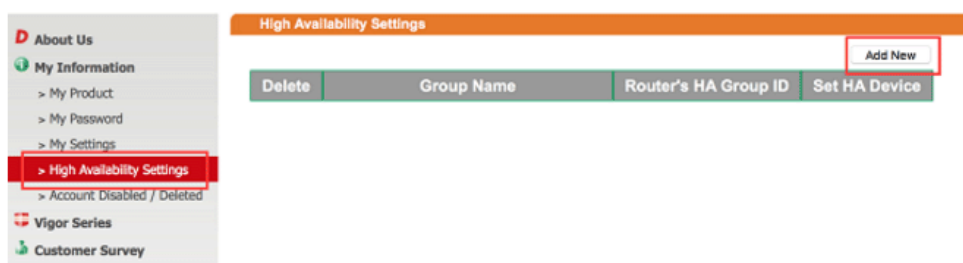 About Us
My Information
> My Product
> My Password
> My Settings
> High Availability Settings
> Account Disabled / Deleted
Vigor Series
Customer Survey
High Availability Settings
Add New
Delete Group Name Router's HA Group ID Set HA Device